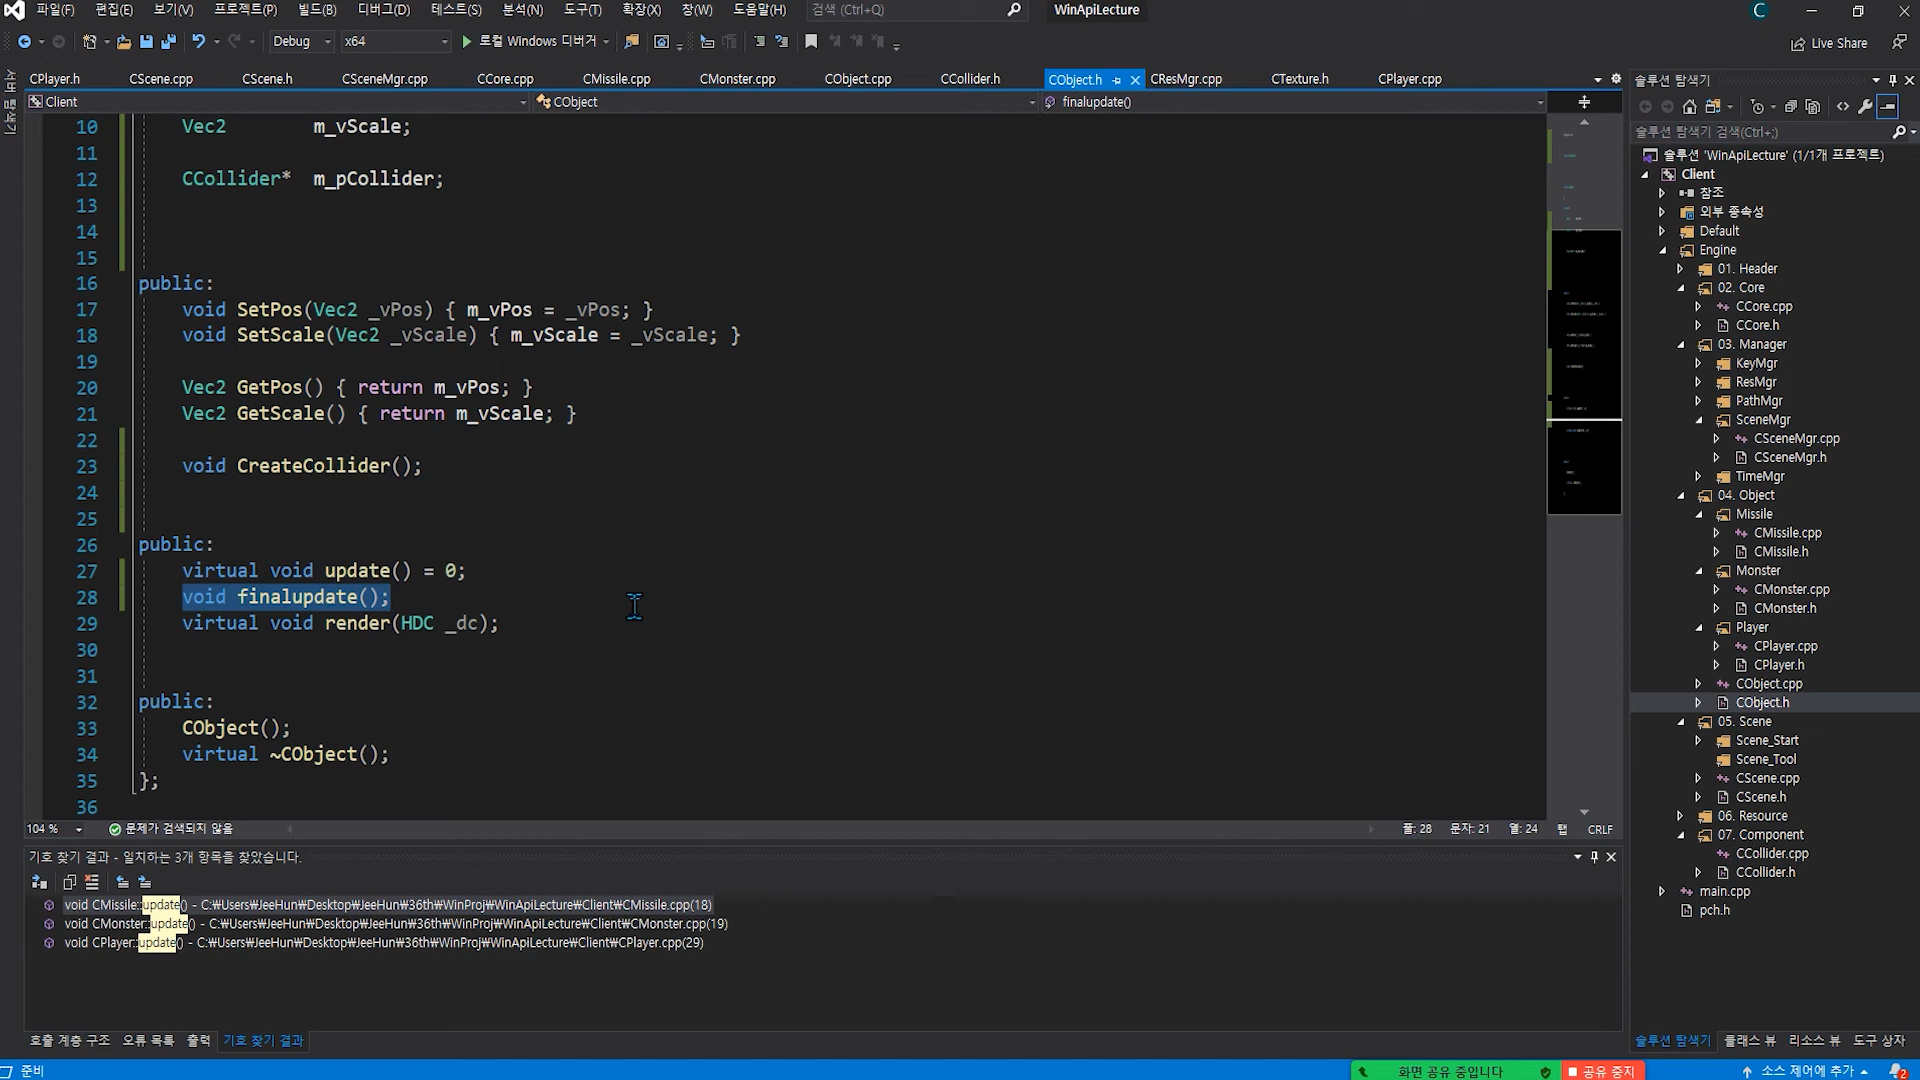 파일(F) 편집(E) 보기(V) 프로젝트(P) 빌드(B) 디버그(D) 테스트(S) 분석(N) 도구(T) 확장(X) 창(W) 도움말(H) 검색 (Ctrl+Q) WinApiLecture C
Debug x64 로컬 Windows 디버거 Live Share
서버 탐색기
CPlayer.h CScene.cpp CScene.h CSceneMgr.cpp CCore.cpp CMissile.cpp CMonster.cpp CObject.cpp CCollider.h CObject.h CResMgr.cpp CTexture.h CPlayer.cpp
Client CObject finalupdate()
10 Vec2 m_vScale;
11
12 CCollider* m_pCollider;
13
14
15
16 public:
17 void SetPos(Vec2 _vPos) { m_vPos = _vPos; }
18 void SetScale(Vec2 _vScale) { m_vScale = _vScale; }
19
20 Vec2 GetPos() { return m_vPos; }
21 Vec2 GetScale() { return m_vScale; }
22
23 void CreateCollider();
24
25
26 public:
27 virtual void update() = 0;
28 void finalupdate();
29 virtual void render(HDC _dc);
30
31
32 public:
33 CObject();
34 virtual ~CObject();
35 };
36
104 % 문제가 검색되지 않음 줄: 28 문자: 21 열: 24 탭 CRLF
기호 찾기 결과 - 일치하는 3개 항목을 찾았습니다.
void CMissile::update() - C:₩Users₩JeeHun₩Desktop₩JeeHun₩36th₩WinProj₩WinApiLecture₩Client₩CMissile.cpp(18)
void CMonster::update() - C:₩Users₩JeeHun₩Desktop₩JeeHun₩36th₩WinProj₩WinApiLecture₩Client₩CMonster.cpp(19)
void CPlayer::update() - C:₩Users₩JeeHun₩Desktop₩JeeHun₩36th₩WinProj₩WinApiLecture₩Client₩CPlayer.cpp(29)
호출 계층 구조 오류 목록 출력 기호 찾기 결과
솔루션 탐색기
솔루션 탐색기 검색(Ctrl+;)
솔루션 'WinApiLecture' (1/1개 프로젝트)
Client
참조
외부 종속성
Default
Engine
01. Header
02. Core
CCore.cpp
CCore.h
03. Manager
KeyMgr
ResMgr
PathMgr
SceneMgr
CSceneMgr.cpp
CSceneMgr.h
TimeMgr
04. Object
Missile
CMissile.cpp
CMissile.h
Monster
CMonster.cpp
CMonster.h
Player
CPlayer.cpp
CPlayer.h
CObject.cpp
CObject.h
05. Scene
Scene_Start
Scene_Tool
CScene.cpp
CScene.h
06. Resource
07. Component
CCollider.cpp
CCollider.h
main.cpp
pch.h
솔루션 탐색기 클래스 뷰 리소스 뷰 도구 상자
준비 화면 공유 중입니다 공유 중지 소스 제어에 추가 2